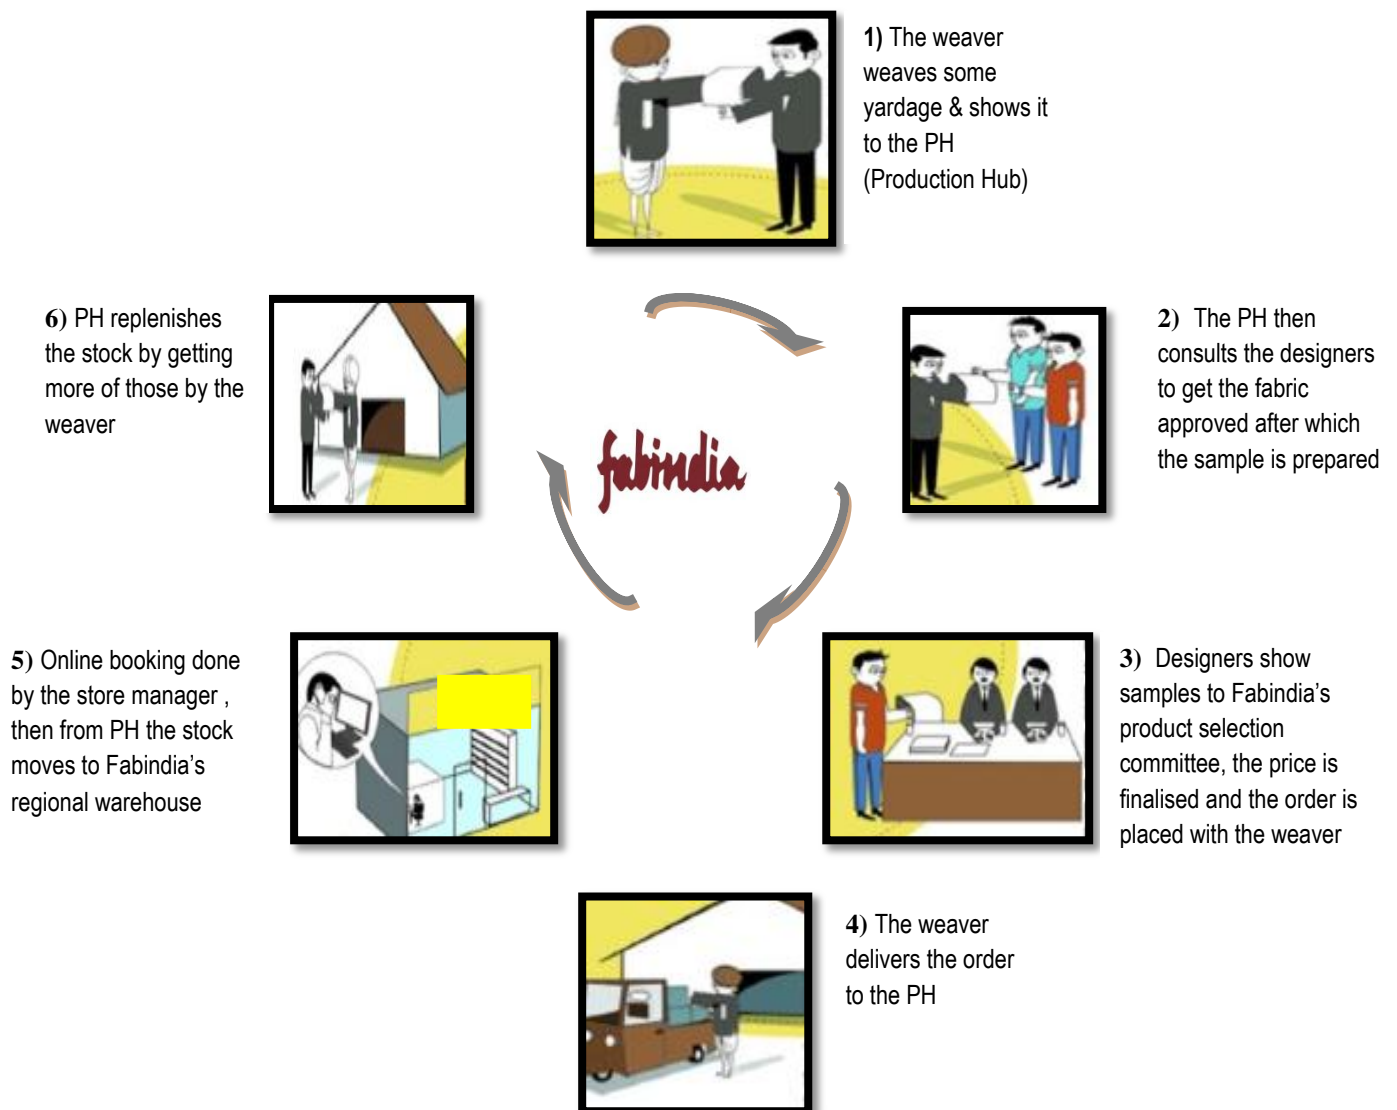 1) The weaver
weaves some
yardage & shows it
to the PH
(Production Hub)
2) The PH then
consults the designers
to get the fabric
approved after which
the sample is prepared
3) Designers show
samples to Fabindia’s
product selection
committee, the price is
finalised and the order is
placed with the weaver
4) The weaver
delivers the order
to the PH
5) Online booking done
by the store manager ,
then from PH the stock
moves to Fabindia’s
regional warehouse
6) PH replenishes
the stock by getting
more of those by the
weaver
fabindia